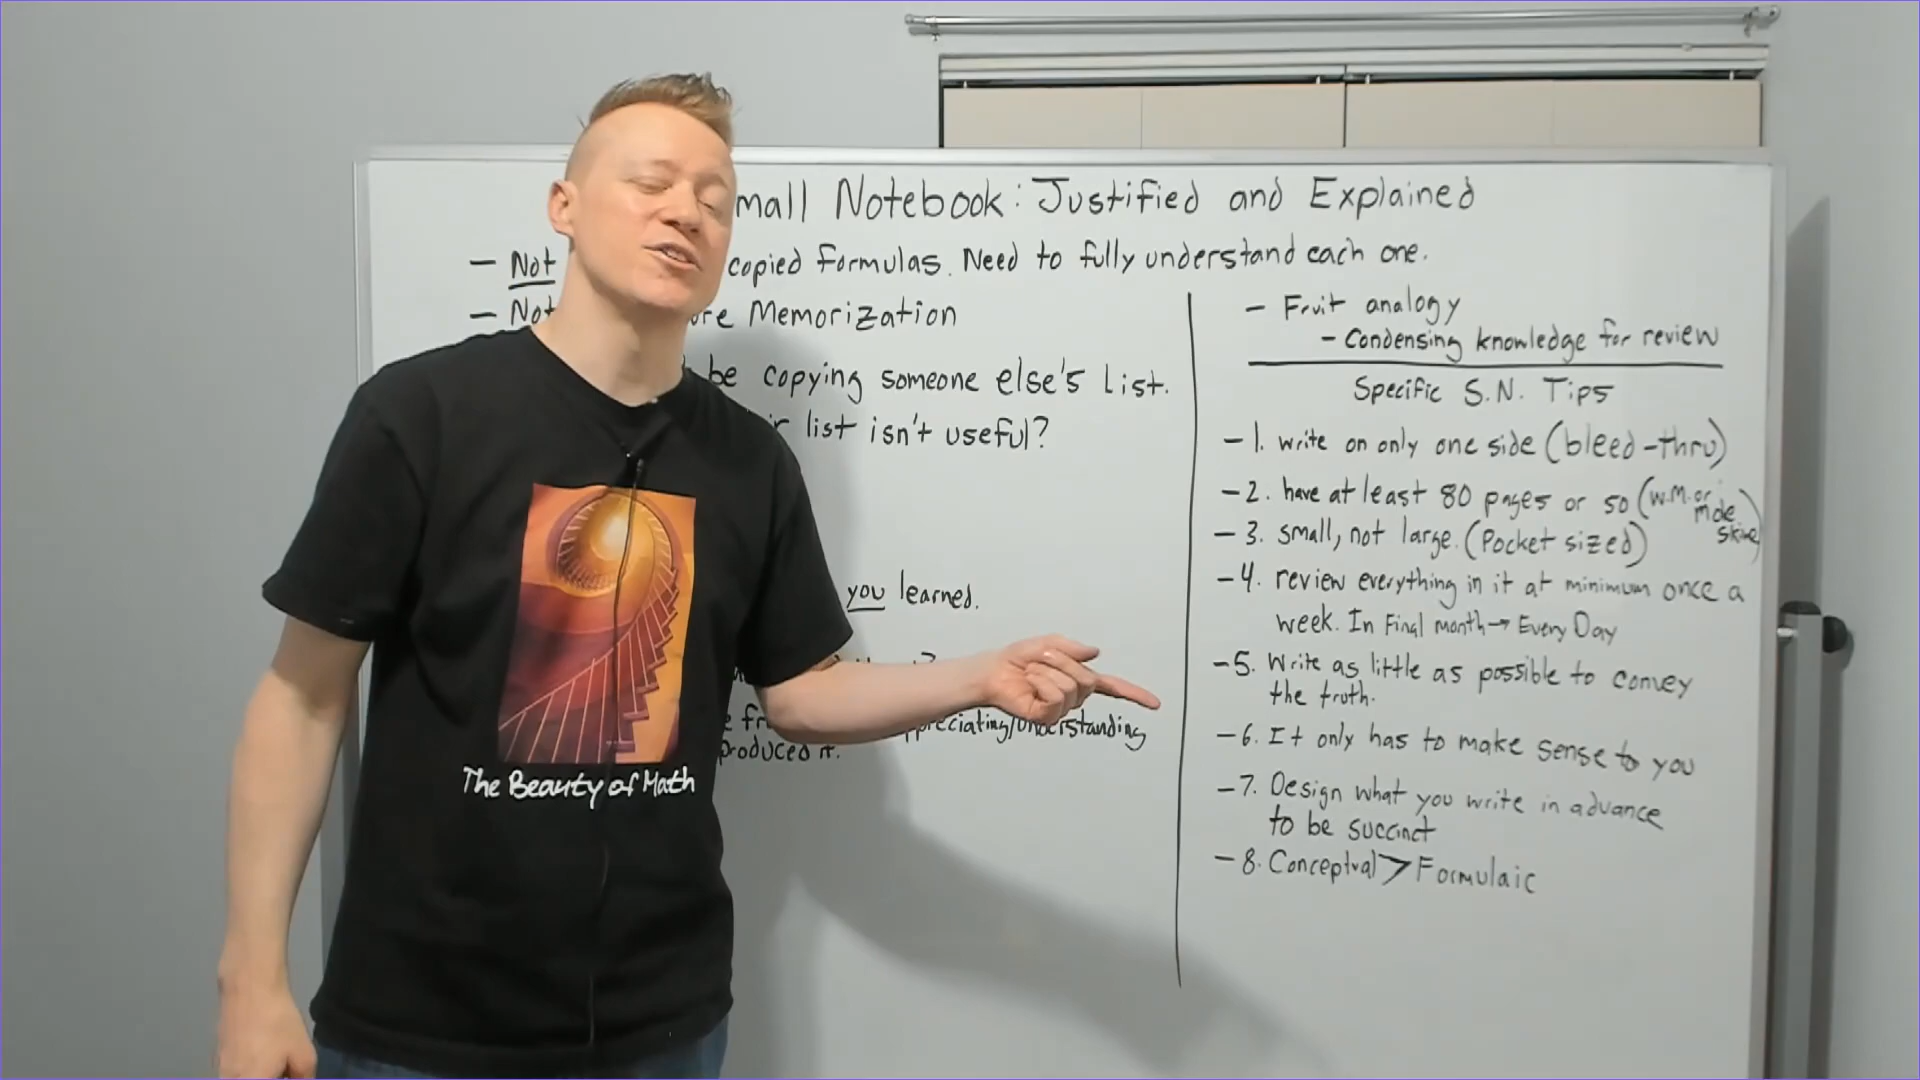 mall Notebook: Justified and Explained
— Not copied formulas. Need to fully understand each one.
— Not Memorization
be copying someone else's list.
list isn't useful?
you learned.
appreciating/understanding
produced it.
- Fruit analogy
- Condensing knowledge for review
Specific S.N. Tips
- 1. write on only one side (bleed-thru)
- 2. have at least 80 pages or 50 (W.M. or moleskine)
- 3. small, not large. (Pocket sized)
- 4. review everything in it at minimum once a
week. In Final month → Every Day
- 5. Write as little as possible to convey
the truth.
- 6. It only has to make sense to you
- 7. Design what you write in advance
to be succinct
- 8. Conceptual > Formulaic
The Beauty of Math